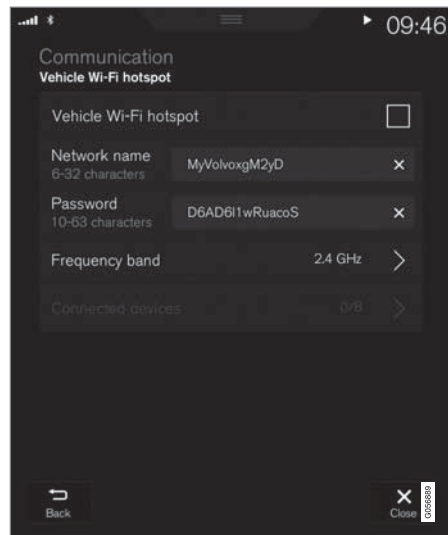 09:46
Communication
Vehicle Wi-Fi hotspot
Vehicle Wi-Fi hotspot
Network name
6-32 characters
MyVolvoxgM2yD
Password
10-63 characters
D6AD6l1wRuacoS
Frequency band
2.4 GHz
Connected devices
0/8
Back
Close
G056889